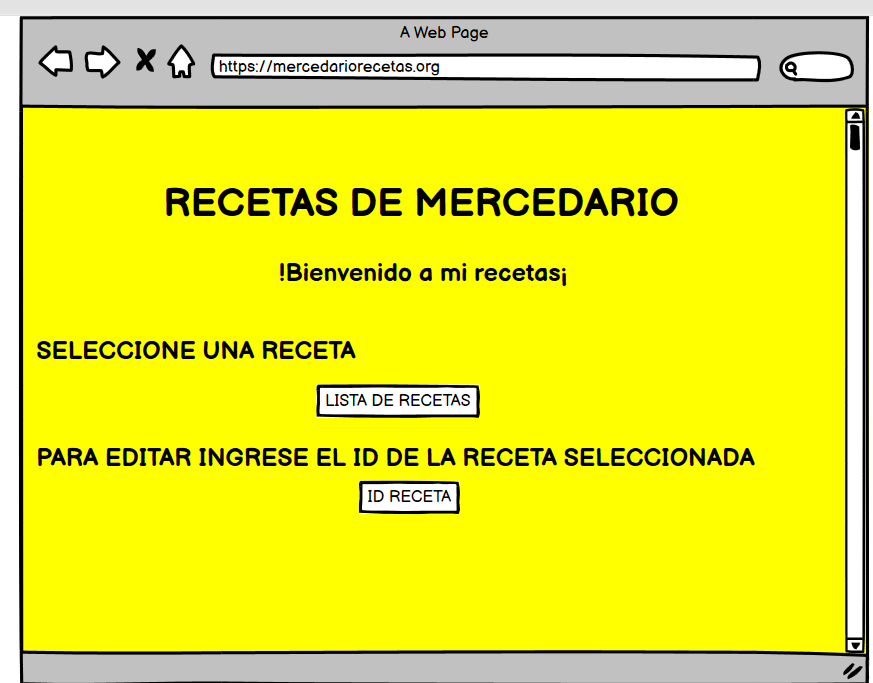 A Web Page
https://mercedariorecetas.org
RECETAS DE MERCEDARIO
!Bienvenido a mi recetas¡
SELECCIONE UNA RECETA
LISTA DE RECETAS
PARA EDITAR INGRESE EL ID DE LA RECETA SELECCIONADA
ID RECETA